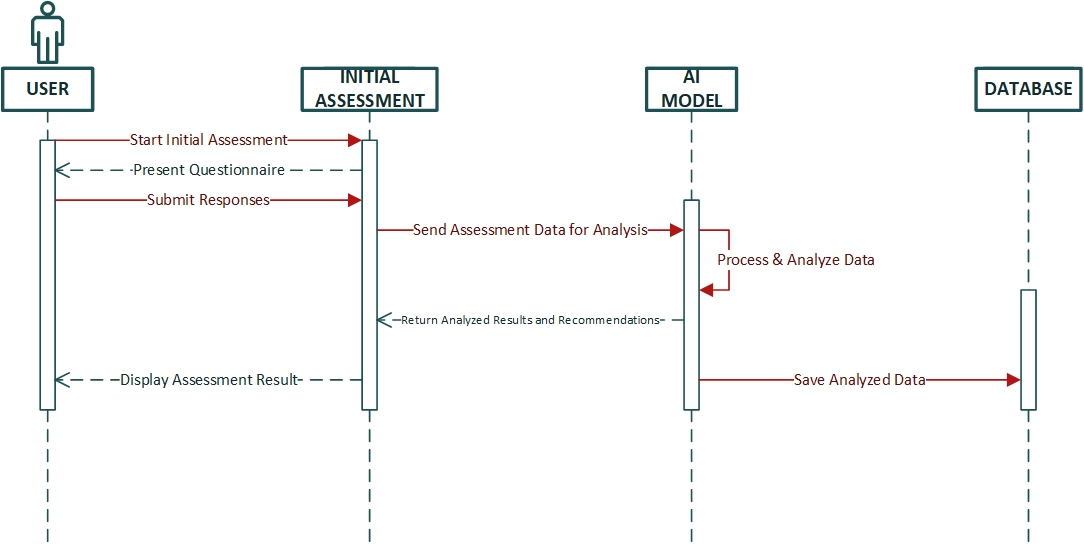 USER
INITIAL
ASSESSMENT
AI
MODEL
DATABASE
Start Initial Assessment
Present Questionnaire
Submit Responses
Send Assessment Data for Analysis
Process & Analyze Data
Return Analyzed Results and Recommendations
Display Assessment Result
Save Analyzed Data